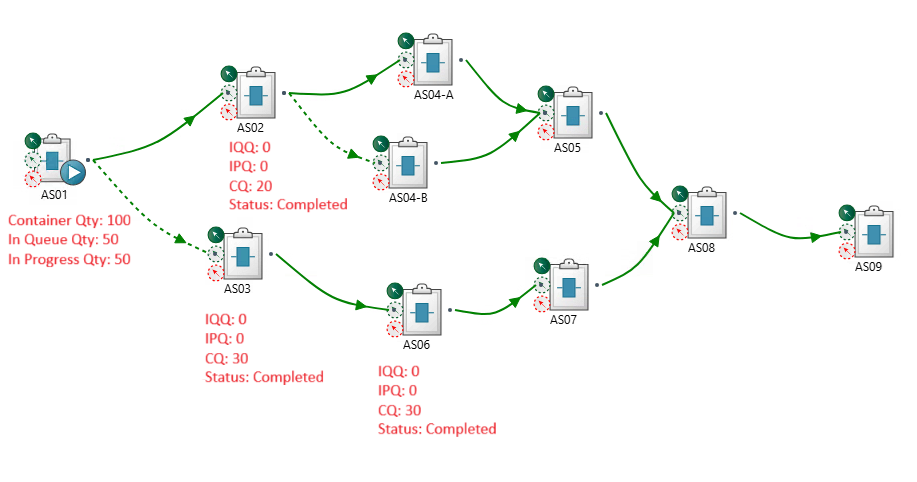 AS04-A
AS02
IQQ: 0
IPQ: 0
CQ: 20
Status: Completed
AS04-B
AS05
AS01
Container Qty: 100
In Queue Qty: 50
In Progress Qty: 50
AS03
IQQ: 0
IPQ: 0
CQ: 30
Status: Completed
AS06
IQQ: 0
IPQ: 0
CQ: 30
Status: Completed
AS07
AS08
AS09